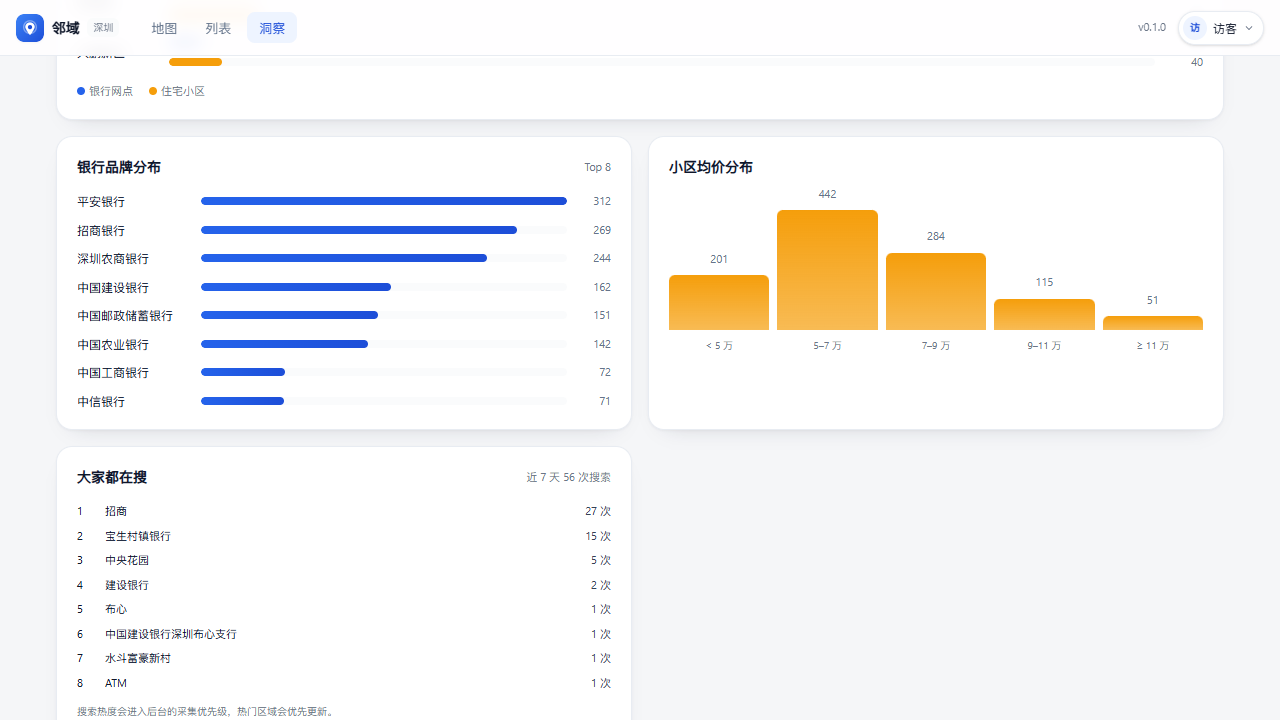 邻域 深圳 地图 列表 洞察 v0.1.0 访 访客
40
银行网点 住宅小区
银行品牌分布 Top 8
平安银行 312
招商银行 269
深圳农商银行 244
中国建设银行 162
中国邮政储蓄银行 151
中国农业银行 142
中国工商银行 72
中信银行 71
小区均价分布
442
284
201
115
51
< 5 万 5–7 万 7–9 万 9–11 万 ≥ 11 万
大家都在搜 近 7 天 56 次搜索
1 招商 27 次
2 宝生村镇银行 15 次
3 中央花园 5 次
4 建设银行 2 次
5 布心 1 次
6 中国建设银行深圳布心支行 1 次
7 水斗富豪新村 1 次
8 ATM 1 次
搜索热度会进入后台的采集优先级，热门区域会优先更新。